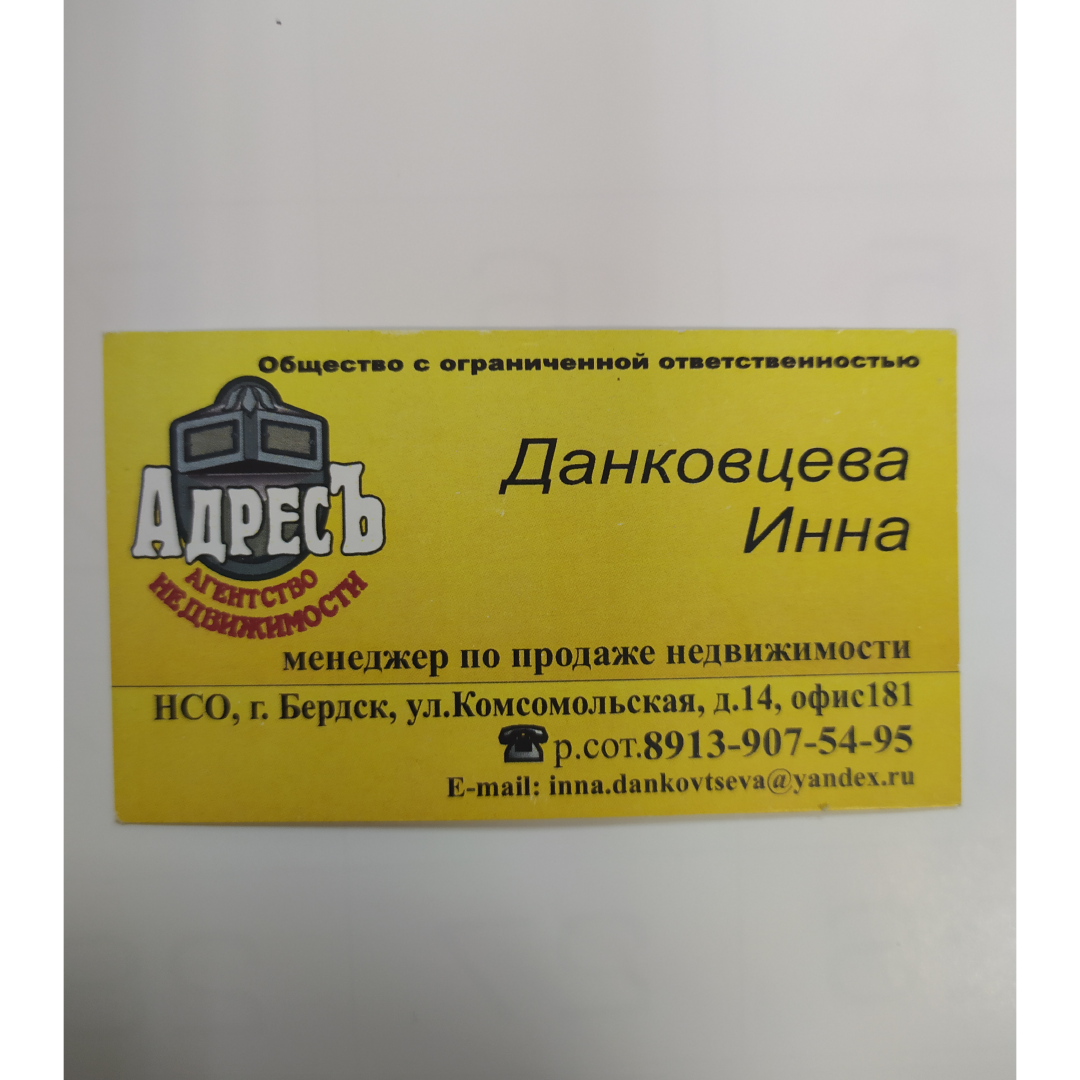 Общество с ограниченной ответственностью
АдресЪ
агентство
недвижимости
Данковцева
Инна
менеджер по продаже недвижимости
НСО, г. Бердск, ул.Комсомольская, д.14, офис181
р.сот.8913-907-54-95
E-mail: inna.dankovtseva@yandex.ru